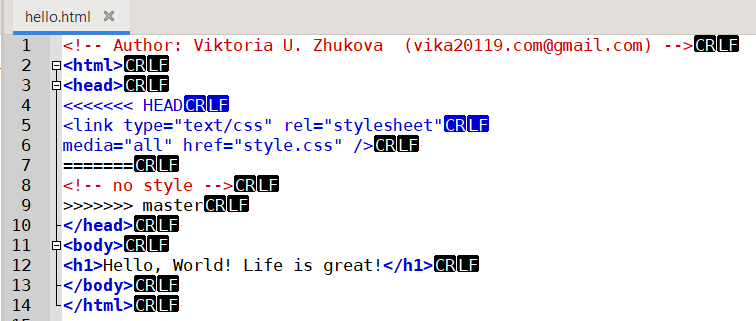 hello.html ✕
1 <!-- Author: Viktoria U. Zhukova  (vika20119.com@gmail.com) -->CRLF
2 <html>CRLF
3 <head>CRLF
4 <<<<<<< HEADCRLF
5 <link type="text/css" rel="stylesheet"CRLF
6 media="all" href="style.css" />CRLF
7 =======CRLF
8 <!-- no style -->CRLF
9 >>>>>>> masterCRLF
10 </head>CRLF
11 <body>CRLF
12 <h1>Hello, World! Life is great!</h1>CRLF
13 </body>CRLF
14 </html>CRLF